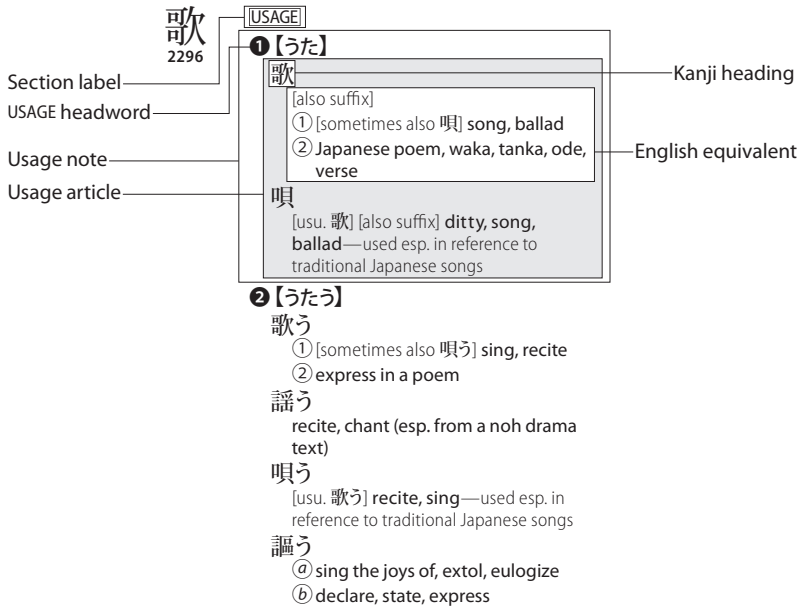 歌
2296
USAGE
❶【うた】
歌
[also suffix]
① [sometimes also 唄] song, ballad
② Japanese poem, waka, tanka, ode,
verse
唄
[usu. 歌] [also suffix] ditty, song,
ballad—used esp. in reference to
traditional Japanese songs
❷【うたう】
歌う
① [sometimes also 唄う] sing, recite
② express in a poem
謡う
recite, chant (esp. from a noh drama
text)
唄う
[usu. 歌う] recite, sing—used esp. in
reference to traditional Japanese songs
謳う
ⓐ sing the joys of, extol, eulogize
ⓑ declare, state, express
Section label
USAGE headword
Usage note
Usage article
Kanji heading
English equivalent